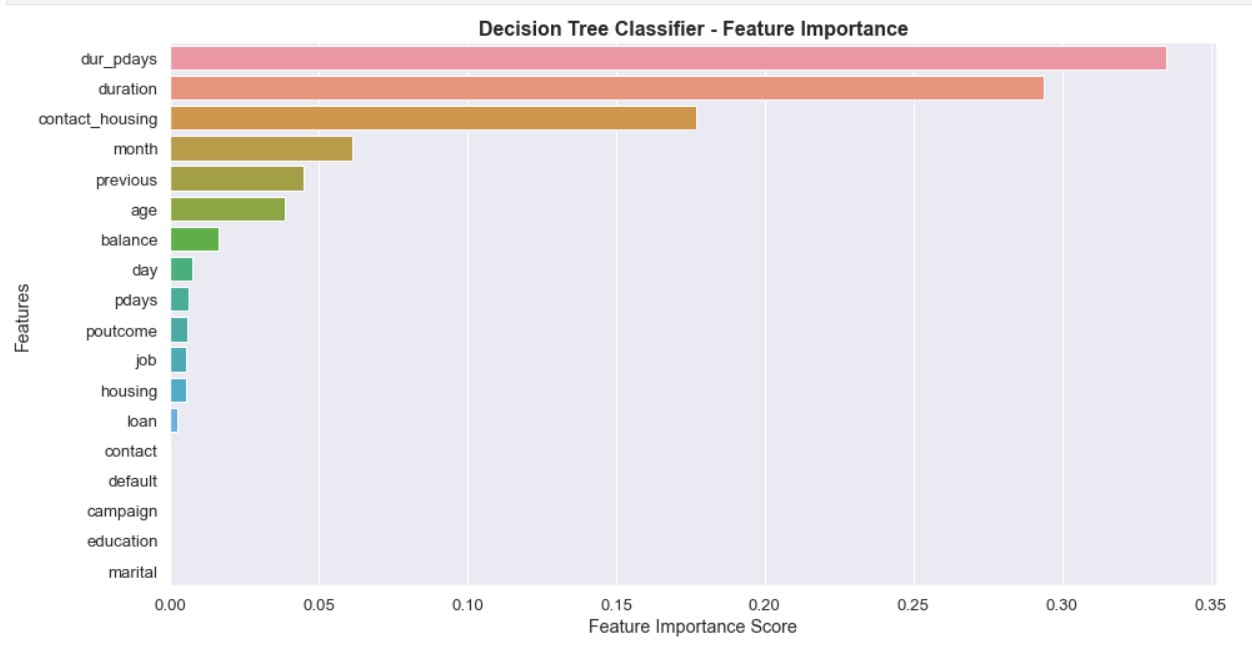 Decision Tree Classifier - Feature Importance
dur_pdays
duration
contact_housing
month
previous
age
balance
day
pdays
poutcome
job
housing
loan
contact
default
campaign
education
marital
Features
0.00 0.05 0.10 0.15 0.20 0.25 0.30 0.35
Feature Importance Score